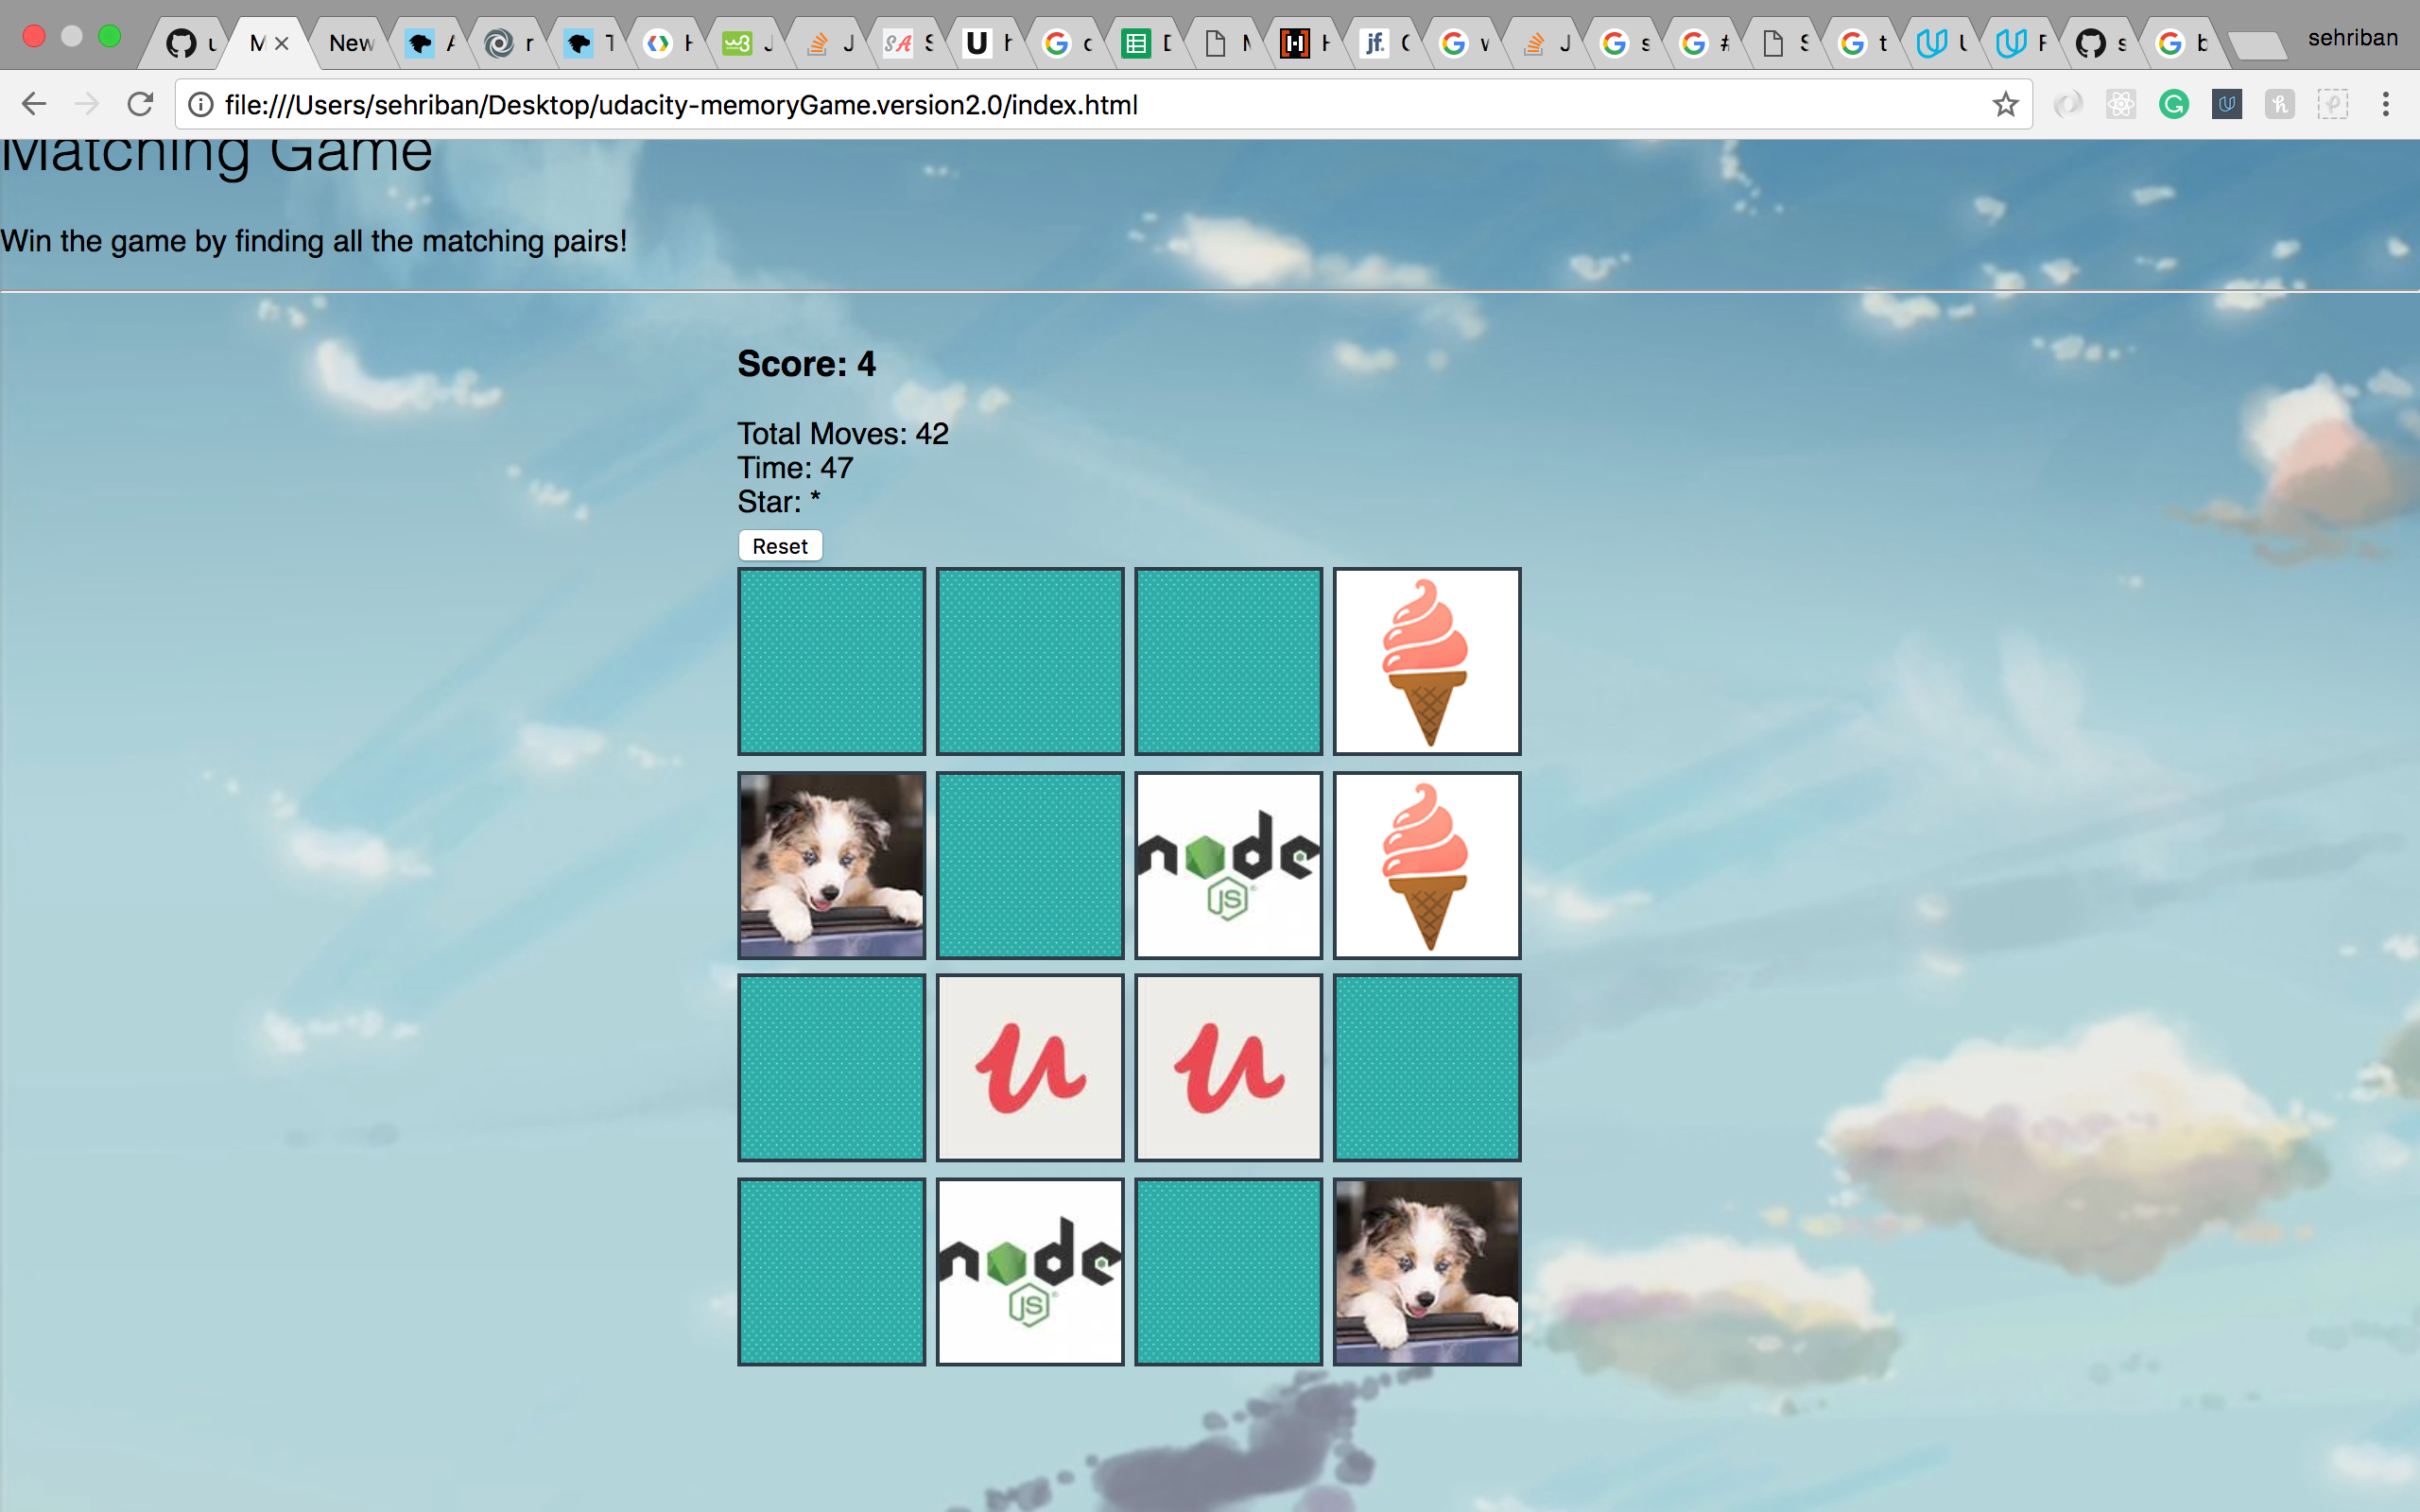 u M New A r T H J J S h c D M H C w J s # S t U F s b sehriban
file:///Users/sehriban/Desktop/udacity-memoryGame.version2.0/index.html
Matching Game
Win the game by finding all the matching pairs!
Score: 4
Total Moves: 42
Time: 47
Star: *
Reset
node
JS
u u
node
JS